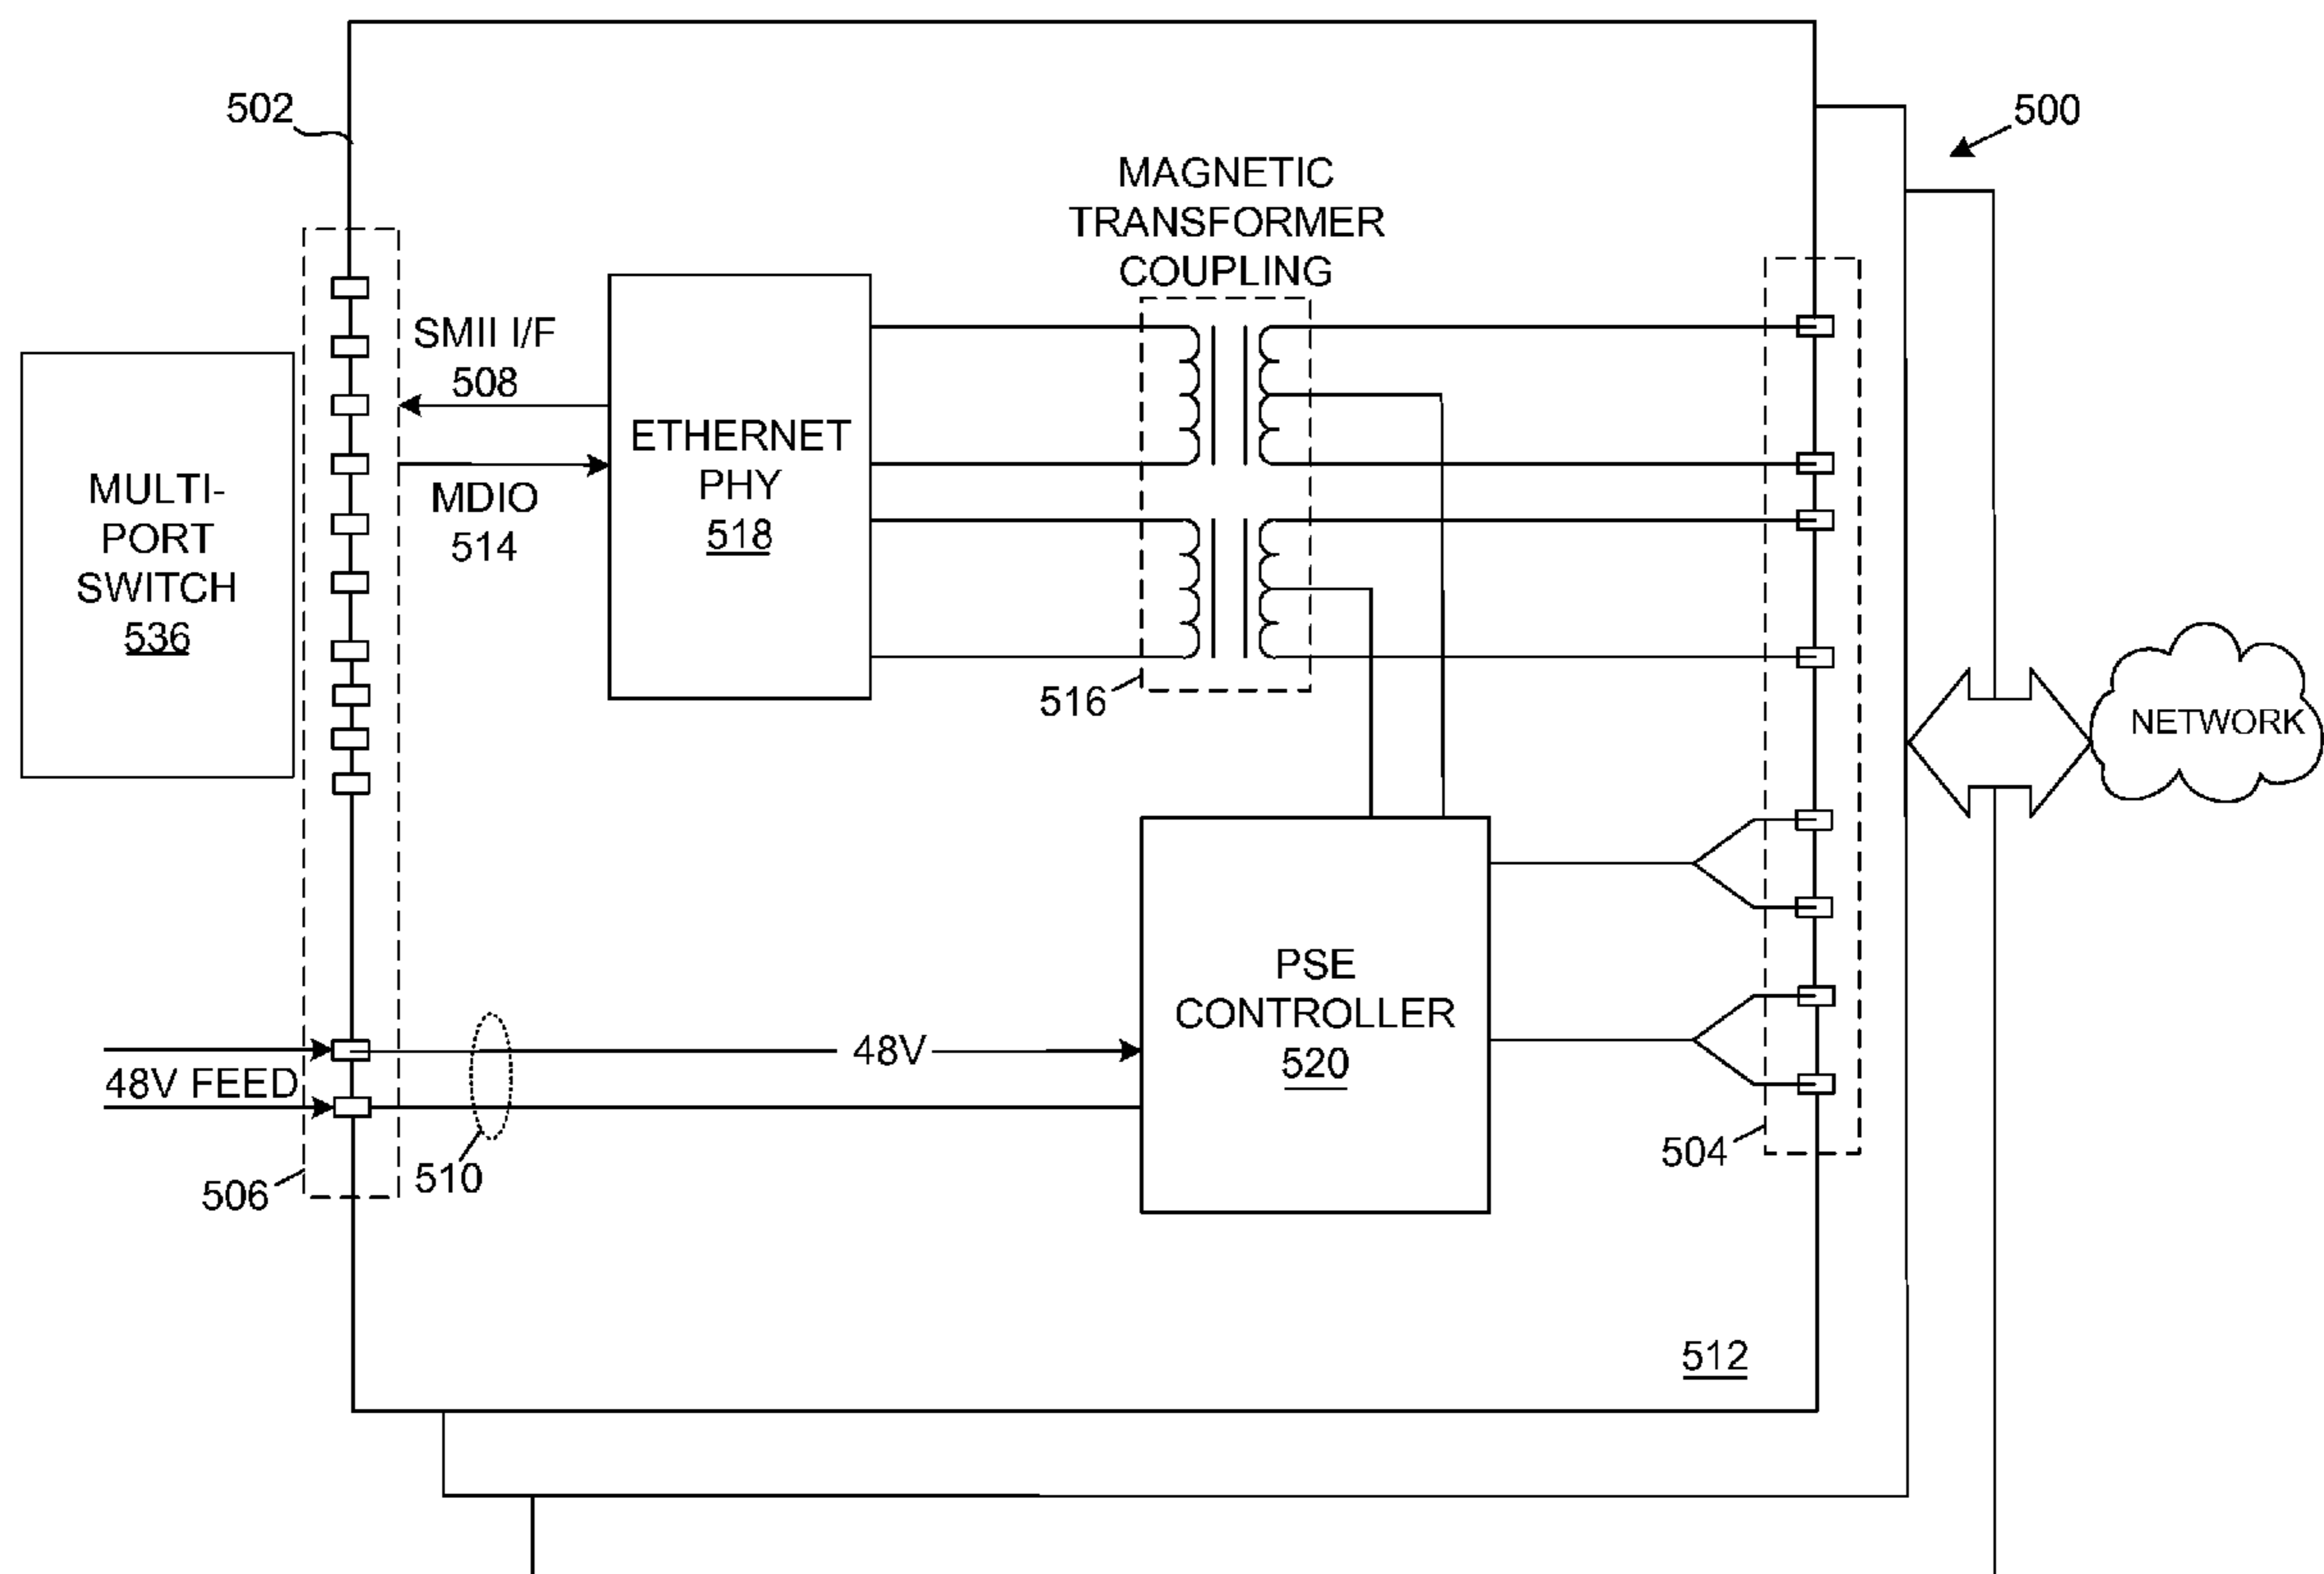 502
500
MAGNETIC
TRANSFORMER
COUPLING
SMII I/F
508
MDIO
514
ETHERNET
PHY
518
MULTI-
PORT
SWITCH
536
516
NETWORK
PSE
CONTROLLER
520
48V
48V FEED
510
506
504
512